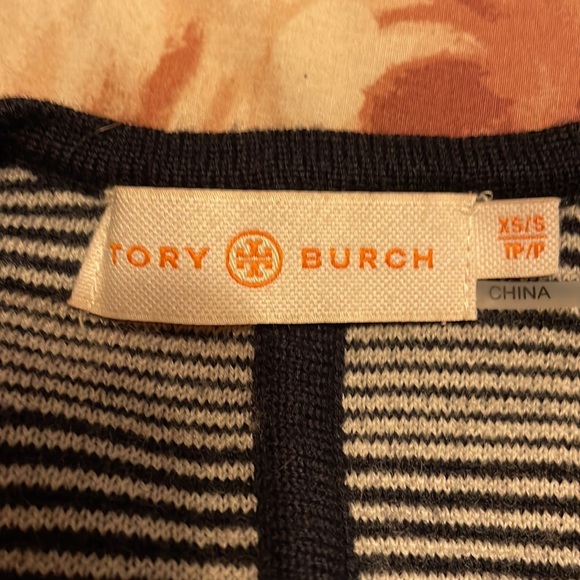 TORY BURCH
XS/S
TP/P
CHINA